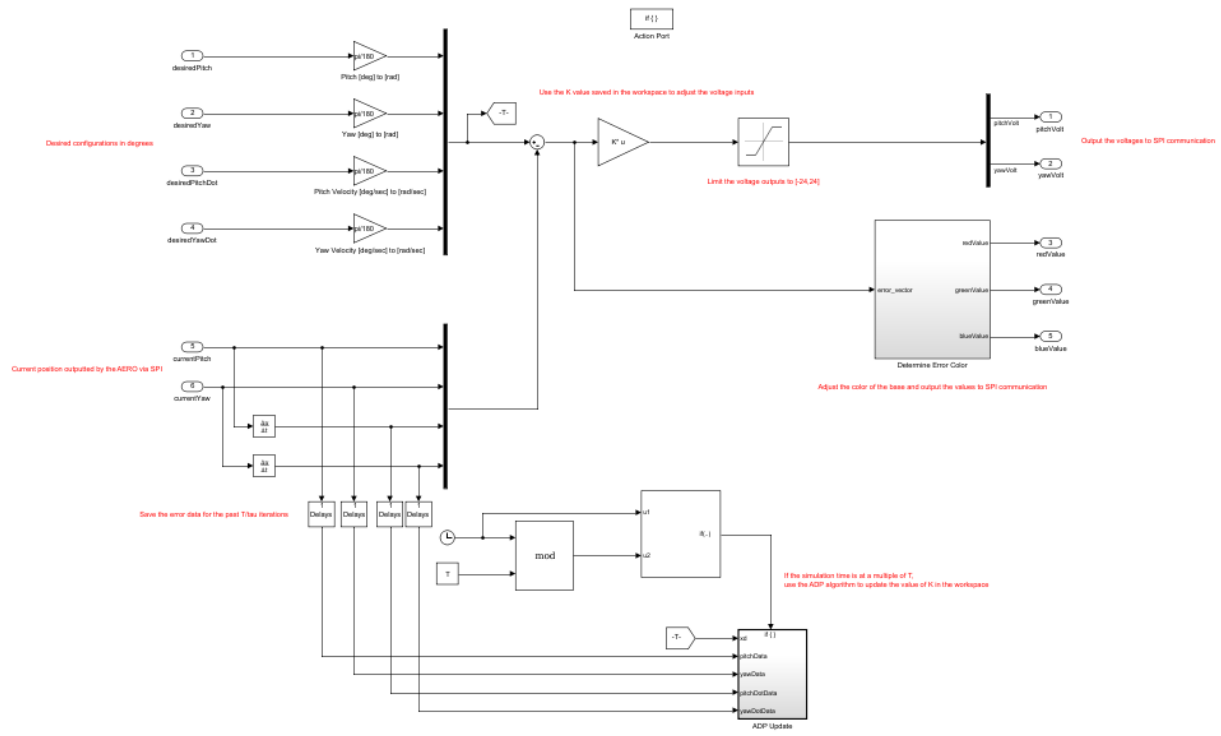 if { }
Action Port
1
desiredPitch
pi/180
Pitch [deg] to [rad]
Use the K value saved in the workspace to adjust the voltage inputs
-T-
2
desiredYaw
pi/180
Yaw [deg] to [rad]
Desired configurations in degrees
3
desiredPitchDot
pi/180
Pitch Velocity [deg/sec] to [rad/sec]
4
desiredYawDot
pi/180
Yaw Velocity [deg/sec] to [rad/sec]
K* u
Limit the voltage outputs to [-24,24]
pitchVolt
1
pitchVolt
yawVolt
2
yawVolt
Output the voltages to SPI communication
redValue
3
redValue
error_vector
greenValue
4
greenValue
blueValue
5
blueValue
Determine Error Color
Adjust the color of the base and output the values to SPI communication
5
currentPitch
Current position outputted by the AERO via SPI
6
currentYaw
Save the error data for the past T/tau iterations
Delays
Delays
Delays
Delays
T
mod
u1
u2
if(..)
If the simulation time is at a multiple of T,
use the ADP algorithm to update the value of K in the workspace
-T-
if { }
xd
pitchData
yawData
pitchDotData
yawDotData
ADP Update